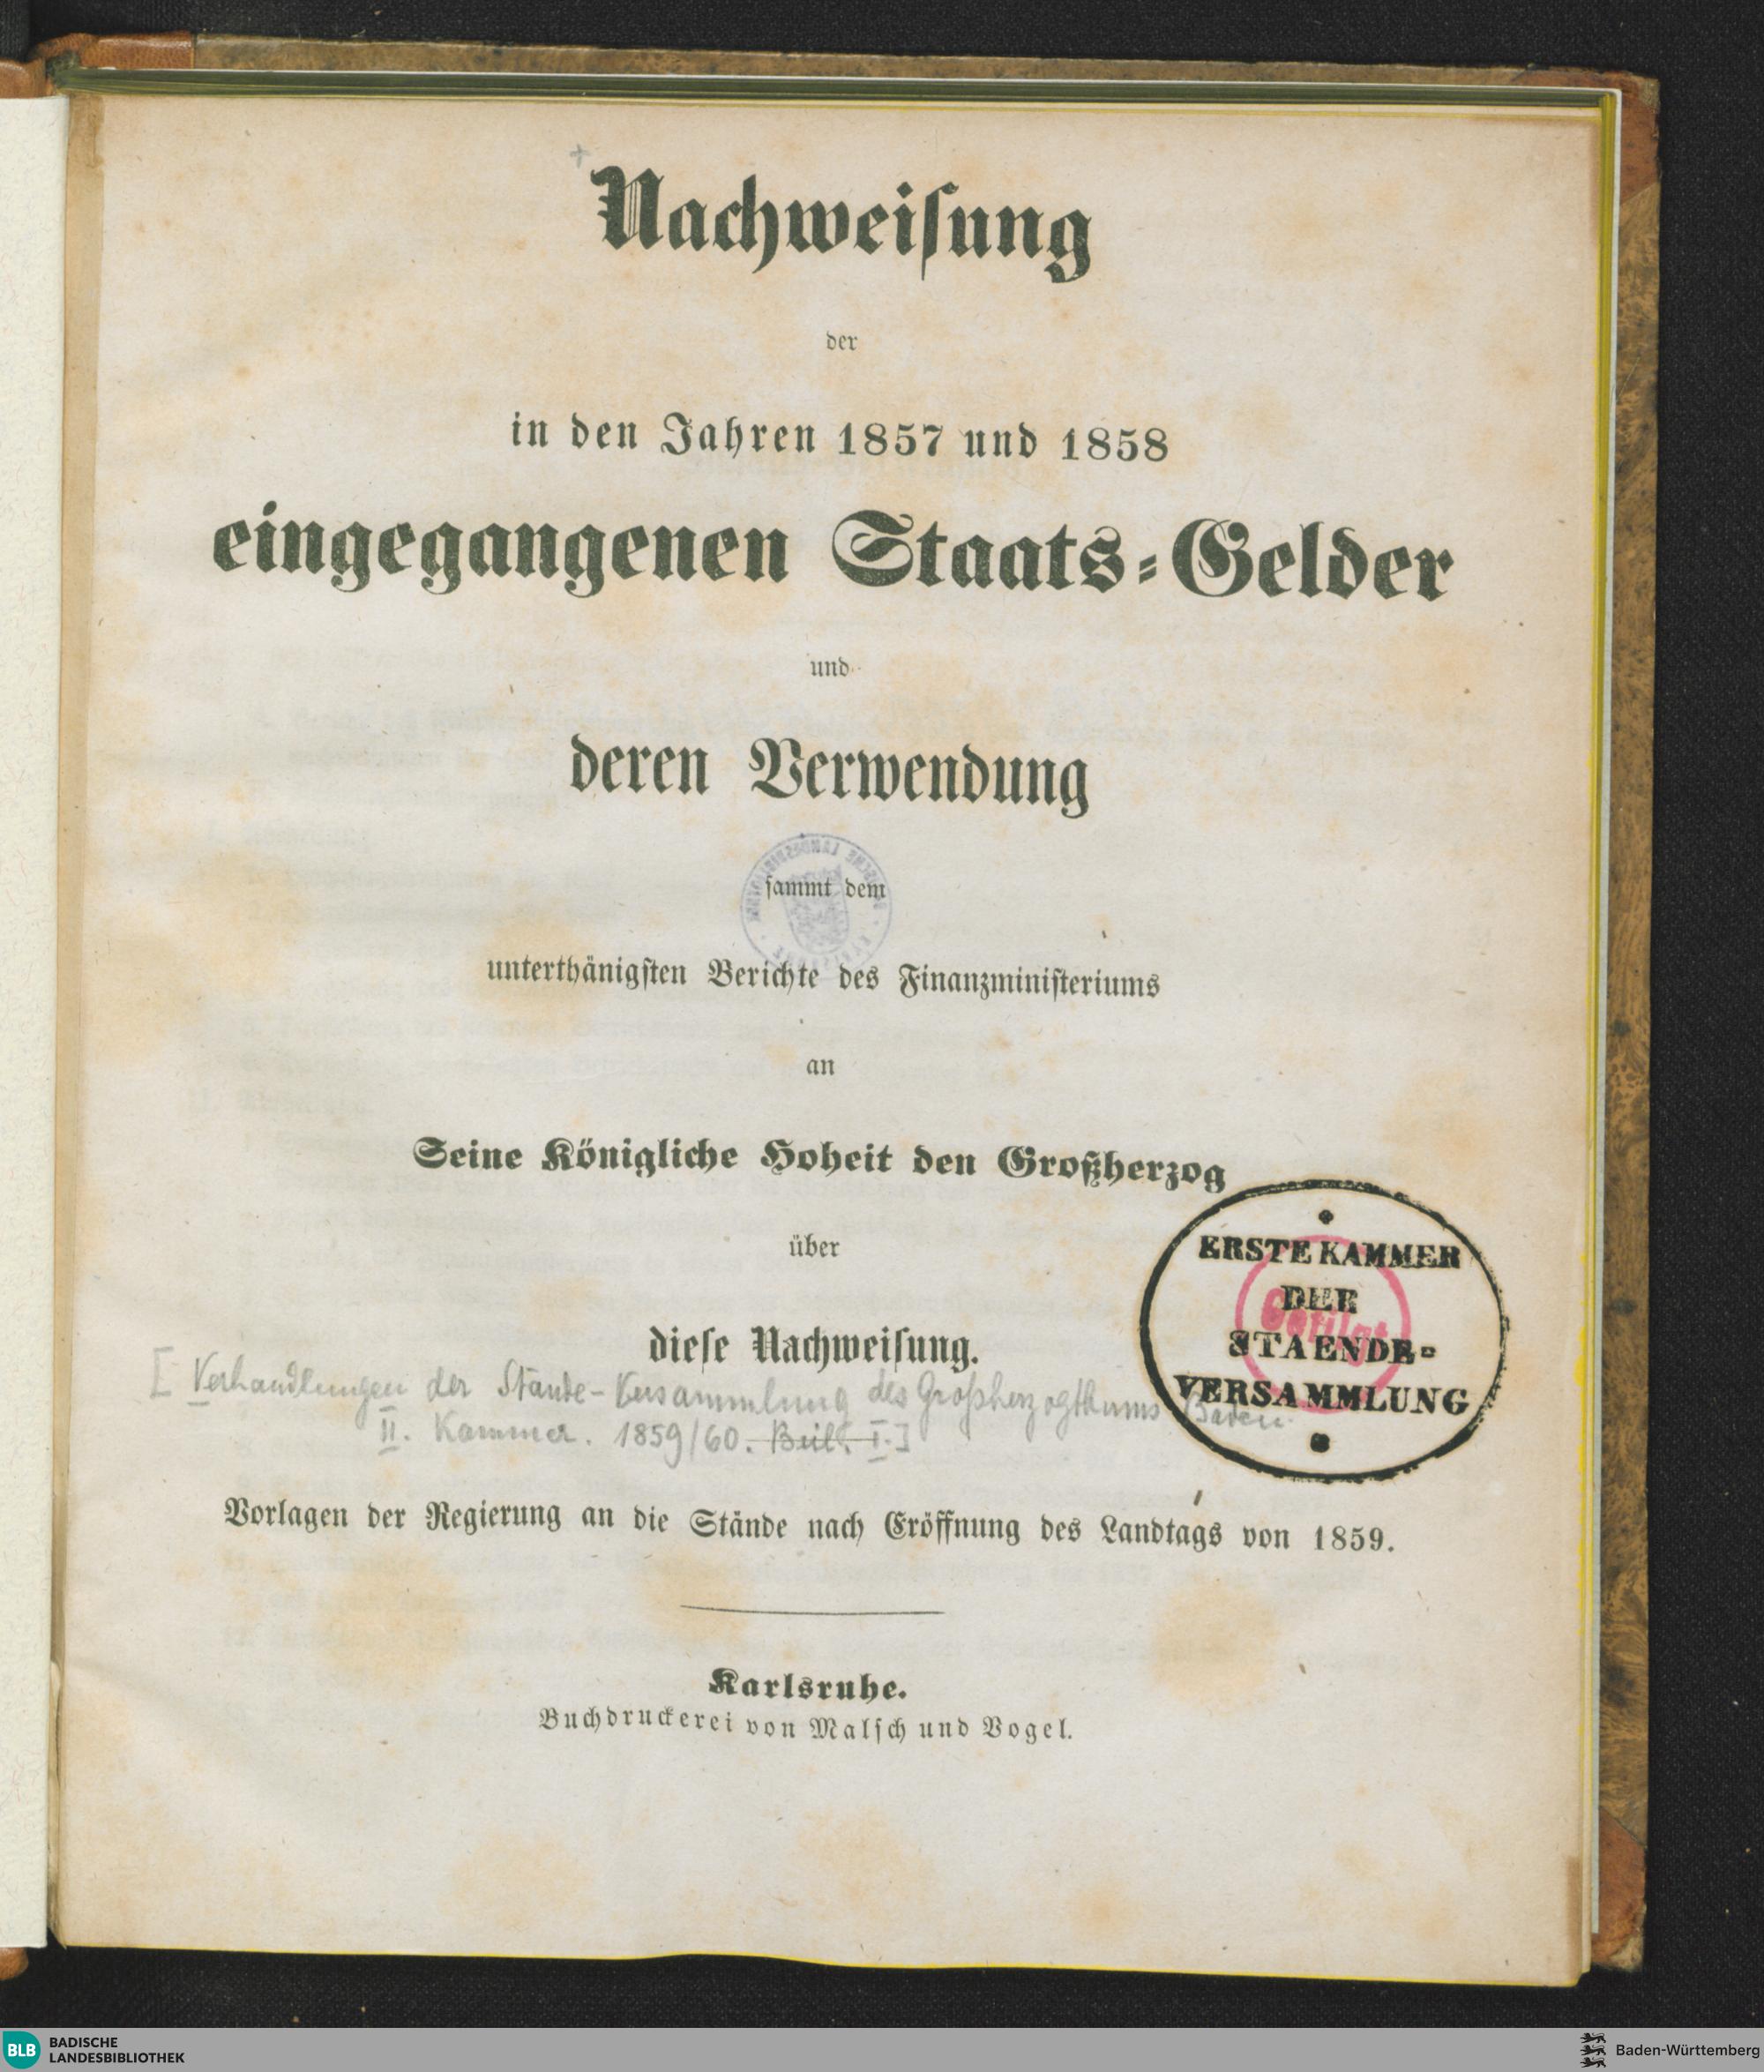 Nachweiſung
der
in den Jahren 1857 und 1858
eingegangenen Staats-Gelder
und
deren Verwendung
ſammt dem
unterthänigſten Berichte des Finanzminiſteriums
an
Seine Königliche Hoheit den Großherzog
über
dieſe Nachweiſung.
ERSTE KAMMER
DER
STAENDE-
VERSAMMLUNG
Getilgt
[Verhandlungen der Stände-Versammlung des Großherzogthums Baden.
II. Kammer. 1859/60. Beil. I.]
Vorlagen der Regierung an die Stände nach Eröffnung des Landtags von 1859.
Karlsruhe.
Buchdruckerei von Malſch und Vogel.
BLB BADISCHE
LANDESBIBLIOTHEK
Baden-Württemberg